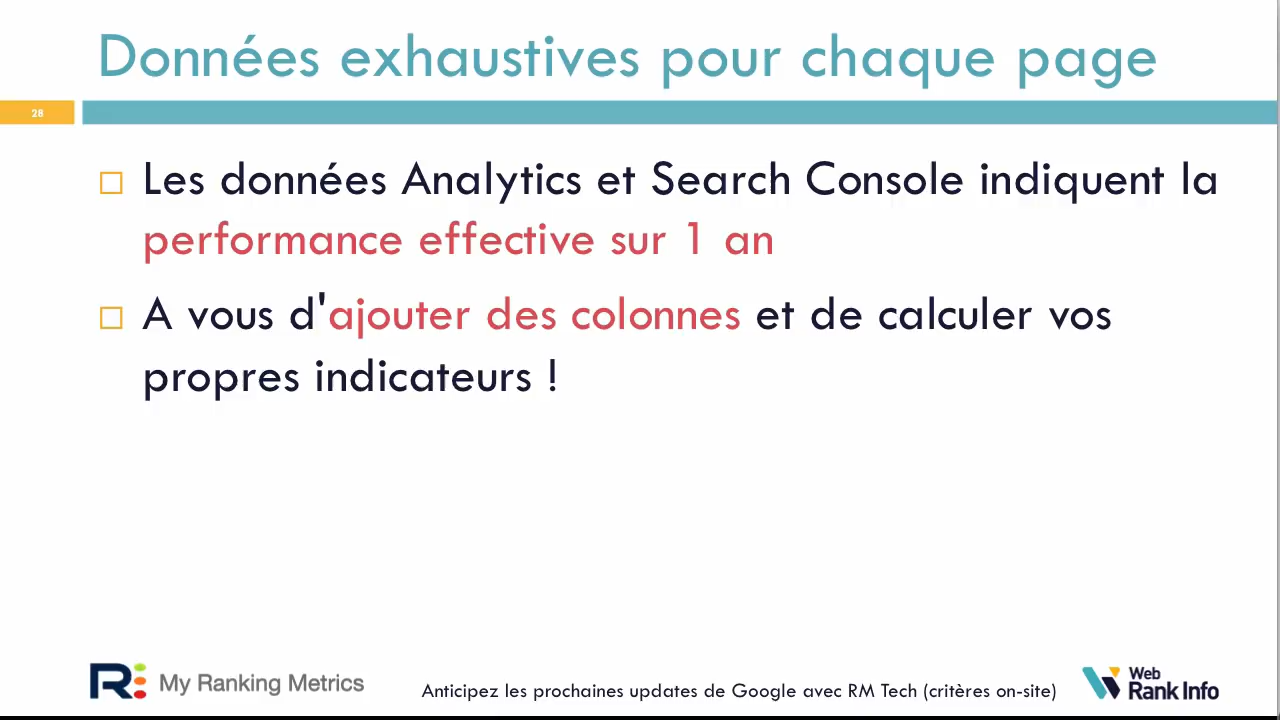 Données exhaustives pour chaque page
28
Les données Analytics et Search Console indiquent la
performance effective sur 1 an
A vous d'ajouter des colonnes et de calculer vos
propres indicateurs !
R My Ranking Metrics
Anticipez les prochaines updates de Google avec RM Tech (critères on-site)
Web
Rank Info